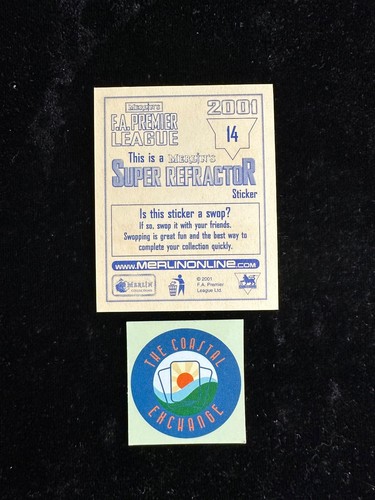 MERLIN'S
F.A. PREMIER
LEAGUE
2001
14
This is a MERLIN'S
SUPER REFRACTOR
Sticker
Is this sticker a swop?
If so, swop it with your friends.
Swopping is great fun and the best way to
complete your collection quickly.
www.MERLINONLINE.COM
MERLIN
© 2001
F.A. Premier
League Ltd.
THE COASTAL
EXCHANGE